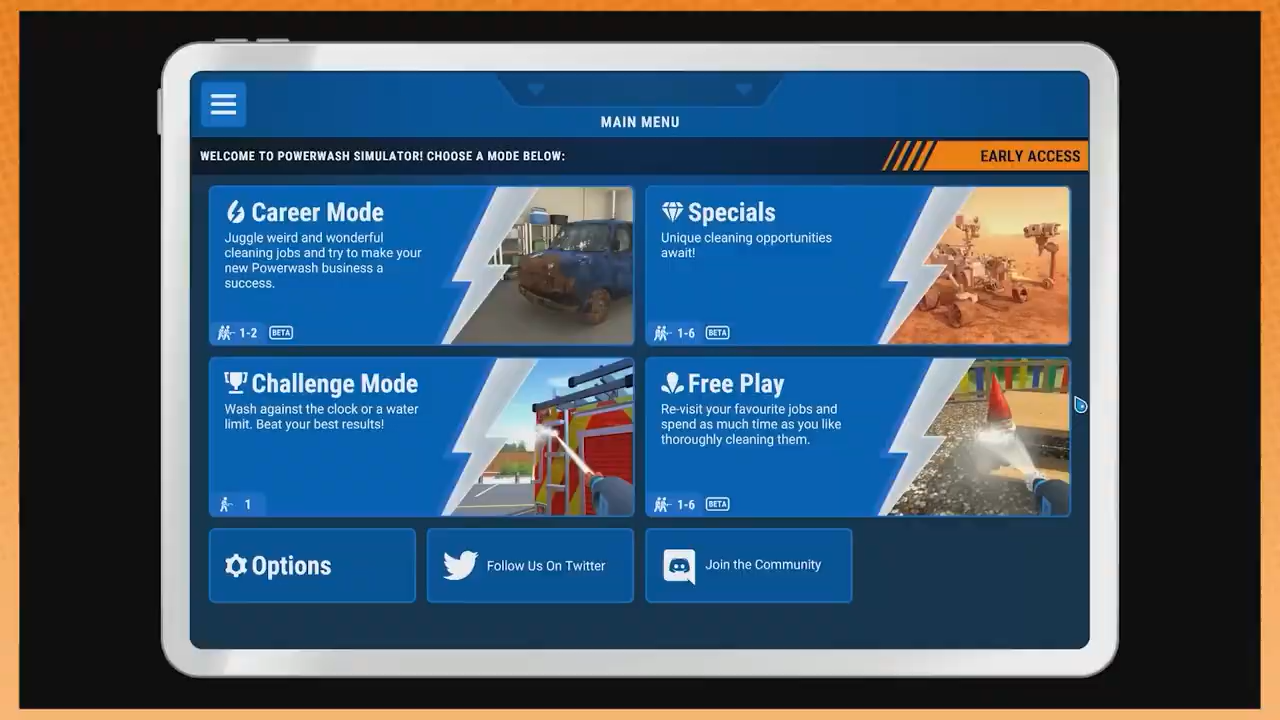 MAIN MENU
WELCOME TO POWERWASH SIMULATOR! CHOOSE A MODE BELOW:
EARLY ACCESS
Career Mode
Juggle weird and wonderful
cleaning jobs and try to make your
new Powerwash business a
success.
1-2 BETA
Specials
Unique cleaning opportunities
await!
1-6 BETA
Challenge Mode
Wash against the clock or a water
limit. Beat your best results!
1
Free Play
Re-visit your favourite jobs and
spend as much time as you like
thoroughly cleaning them.
1-6 BETA
Options
Follow Us On Twitter
Join the Community